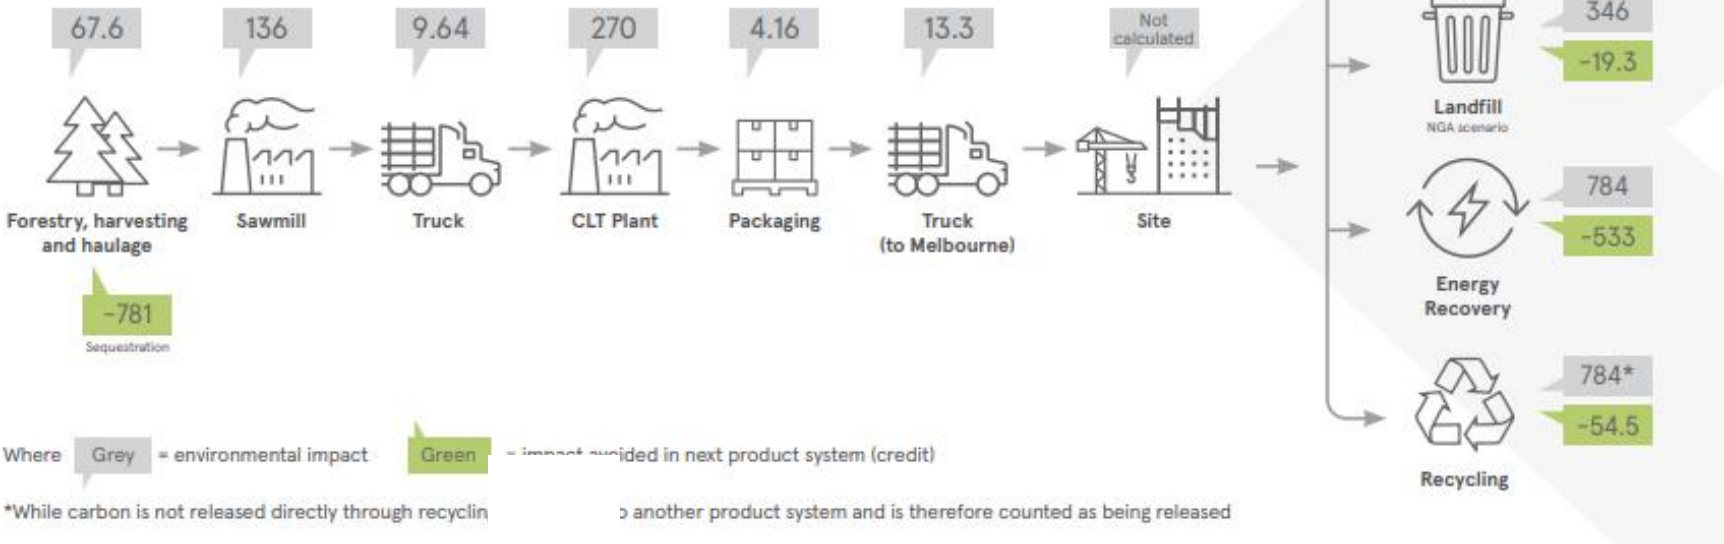 67.6
136
9.64
270
4.16
13.3
Not
calculated
346
-19.3
Landfill
NGA scenario
Forestry, harvesting
and haulage
Sawmill
Truck
CLT Plant
Packaging
Truck
(to Melbourne)
Site
784
-533
Energy
Recovery
-781
Sequestration
784*
-54.5
Recycling
Where Grey = environmental impact Green = impact avoided in next product system (credit)
*While carbon is not released directly through another product system and is therefore counted as being released